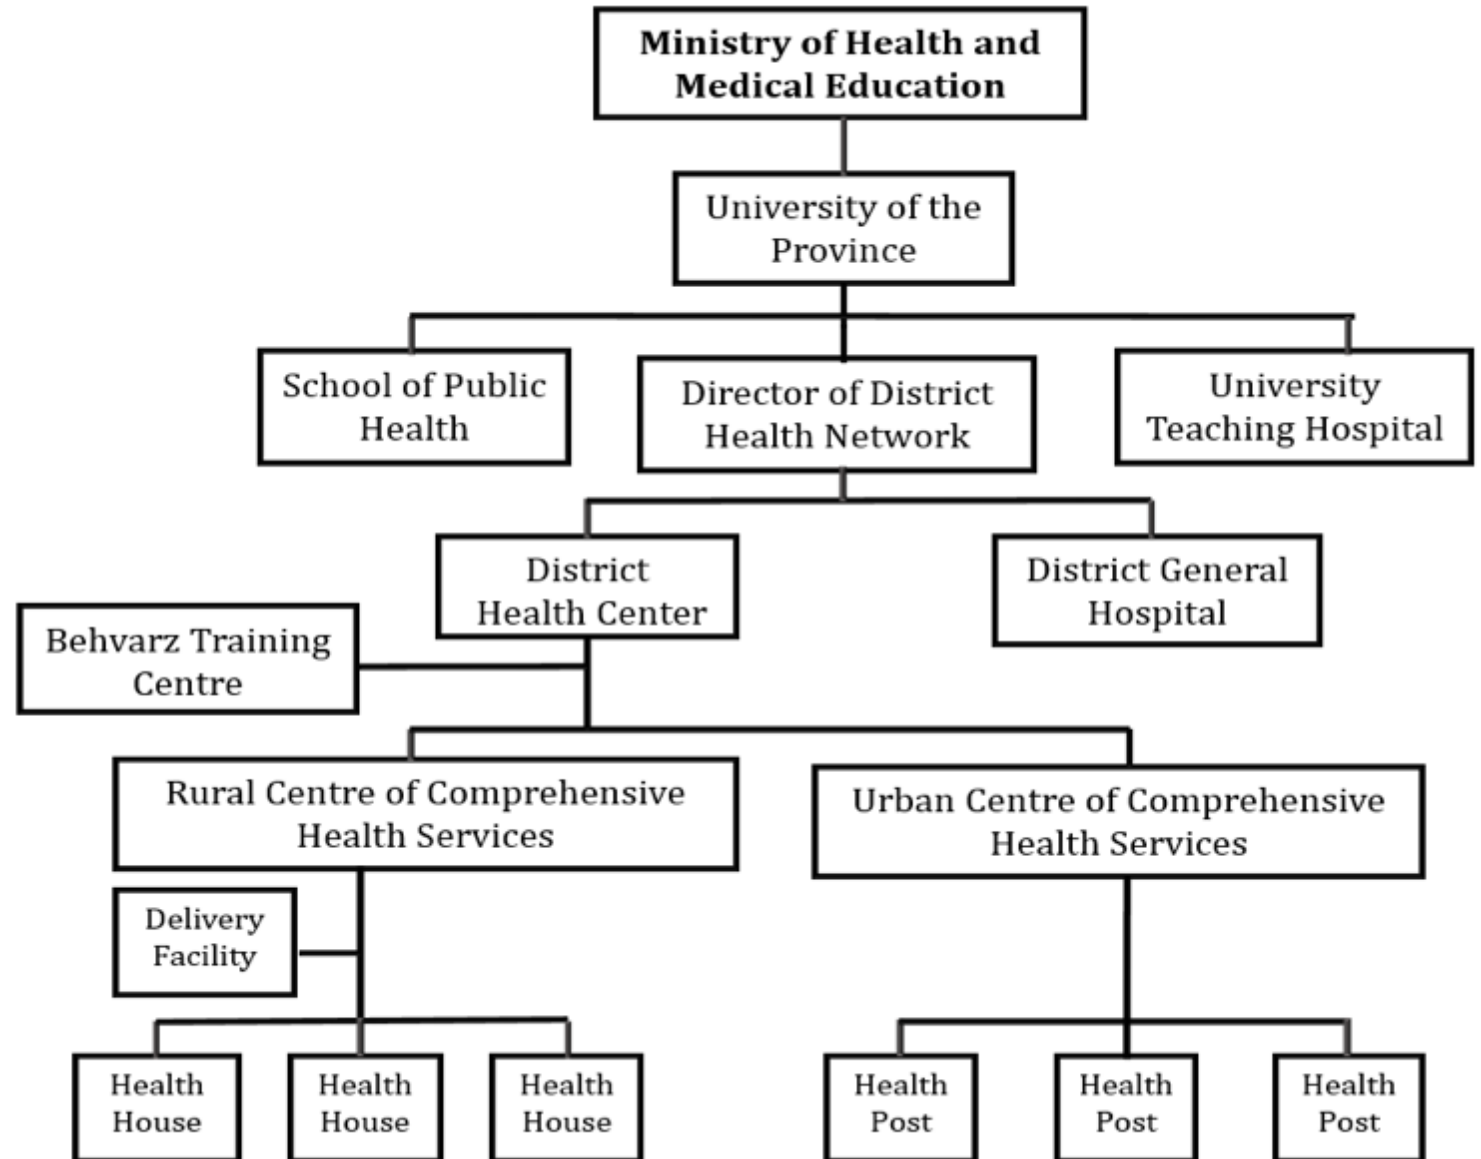 Ministry of Health and
Medical Education
University of the
Province
School of Public
Health
Director of District
Health Network
University
Teaching Hospital
District
Health Center
District General
Hospital
Behvarz Training
Centre
Rural Centre of Comprehensive
Health Services
Urban Centre of Comprehensive
Health Services
Delivery
Facility
Health
House
Health
House
Health
House
Health
Post
Health
Post
Health
Post